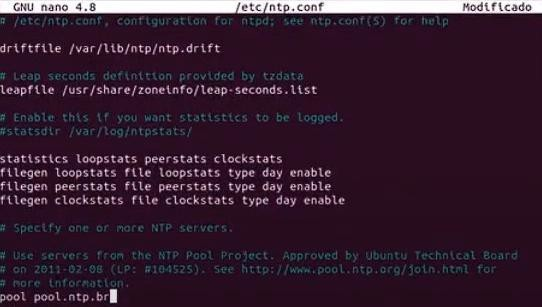 GNU nano 4.8 /etc/ntp.conf Modificado
# /etc/ntp.conf, configuration for ntpd; see ntp.conf(5) for help
driftfile /var/lib/ntp/ntp.drift
# Leap seconds definition provided by tzdata
leapfile /usr/share/zoneinfo/leap-seconds.list
# Enable this if you want statistics to be logged.
#statsdir /var/log/ntpstats/
statistics loopstats peerstats clockstats
filegen loopstats file loopstats type day enable
filegen peerstats file peerstats type day enable
filegen clockstats file clockstats type day enable
# Specify one or more NTP servers.
# Use servers from the NTP Pool Project. Approved by Ubuntu Technical Board
# on 2011-02-08 (LP: #104525). See http://www.pool.ntp.org/join.html for
# more information.
pool pool.ntp.br